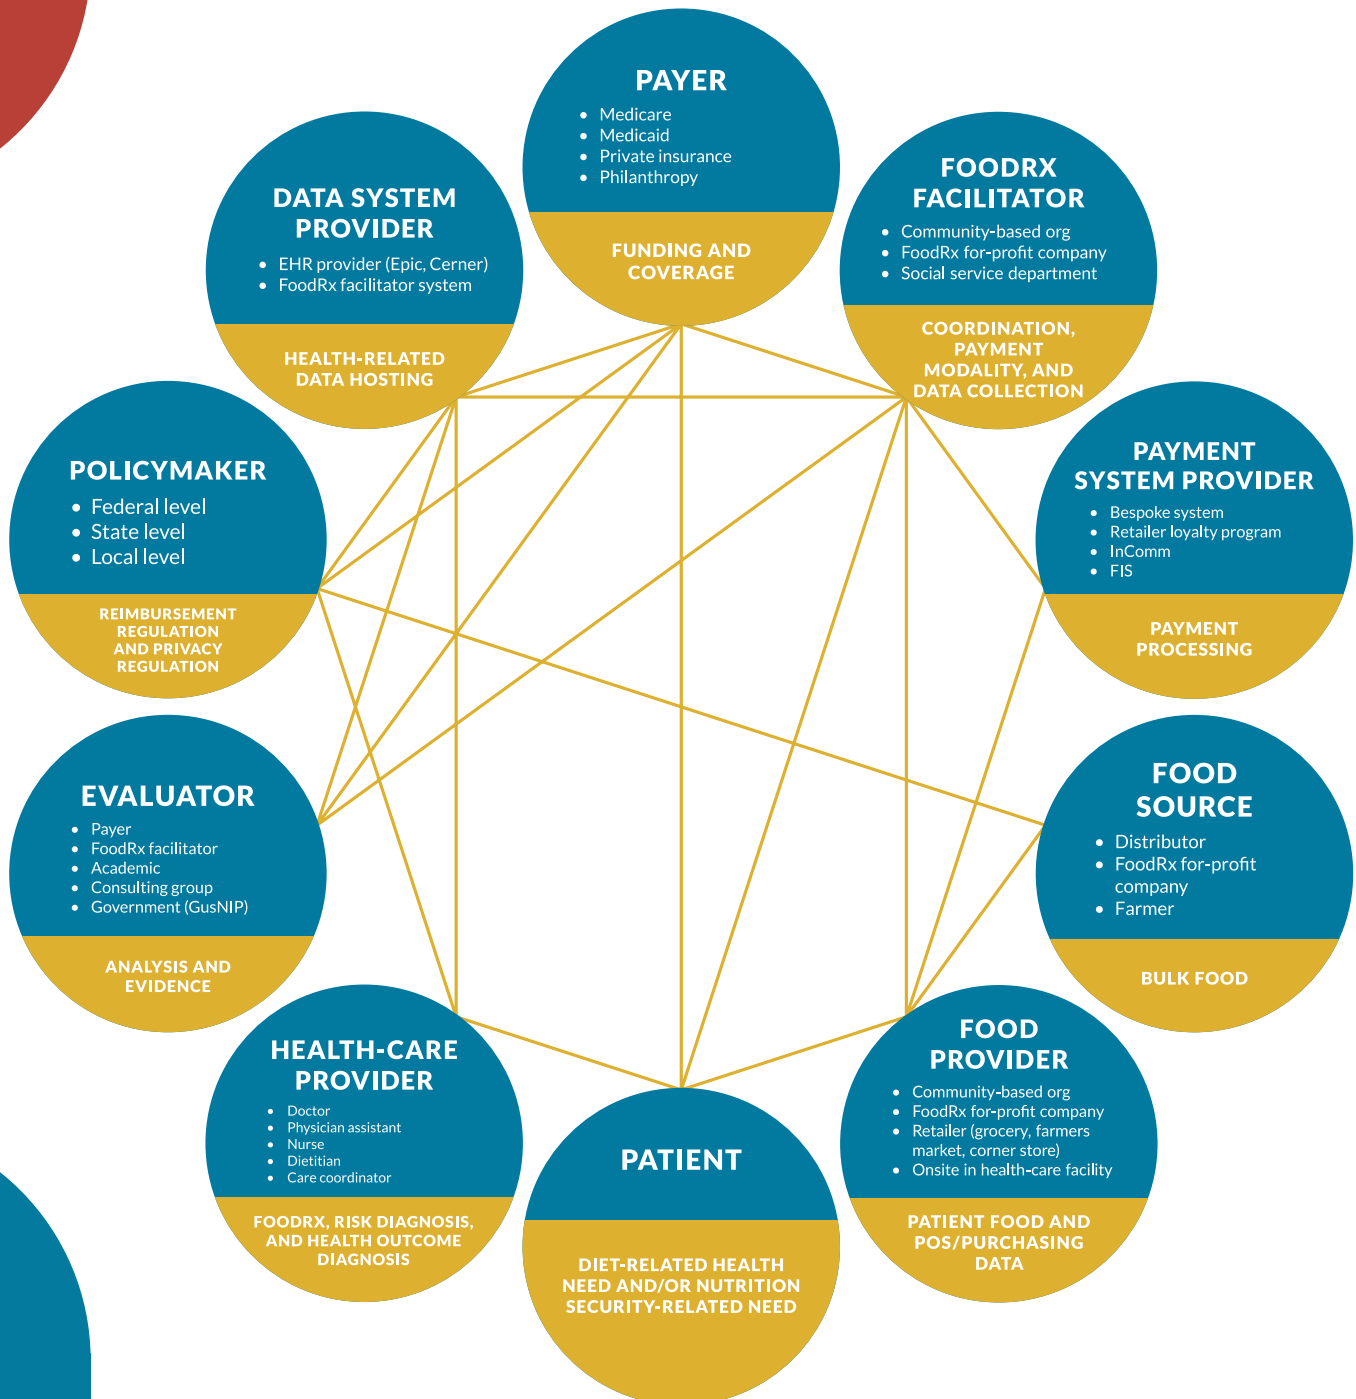 PAYER
• Medicare
• Medicaid
• Private insurance
• Philanthropy
FUNDING AND
COVERAGE
FOODRX
FACILITATOR
• Community-based org
• FoodRx for-profit company
• Social service department
COORDINATION,
PAYMENT
MODALITY, AND
DATA COLLECTION
DATA SYSTEM
PROVIDER
• EHR provider (Epic, Cerner)
• FoodRx facilitator system
HEALTH-RELATED
DATA HOSTING
PAYMENT
SYSTEM PROVIDER
• Bespoke system
• Retailer loyalty program
• InComm
• FIS
PAYMENT
PROCESSING
POLICYMAKER
• Federal level
• State level
• Local level
REIMBURSEMENT
REGULATION
AND PRIVACY
REGULATION
FOOD
SOURCE
• Distributor
• FoodRx for-profit
company
• Farmer
BULK FOOD
EVALUATOR
• Payer
• FoodRx facilitator
• Academic
• Consulting group
• Government (GusNIP)
ANALYSIS AND
EVIDENCE
FOOD
PROVIDER
• Community-based org
• FoodRx for-profit company
• Retailer (grocery, farmers
market, corner store)
• Onsite in health-care facility
PATIENT FOOD AND
POS/PURCHASING
DATA
HEALTH-CARE
PROVIDER
• Doctor
• Physician assistant
• Nurse
• Dietitian
• Care coordinator
FOODRX, RISK DIAGNOSIS,
AND HEALTH OUTCOME
DIAGNOSIS
PATIENT
DIET-RELATED HEALTH
NEED AND/OR NUTRITION
SECURITY-RELATED NEED